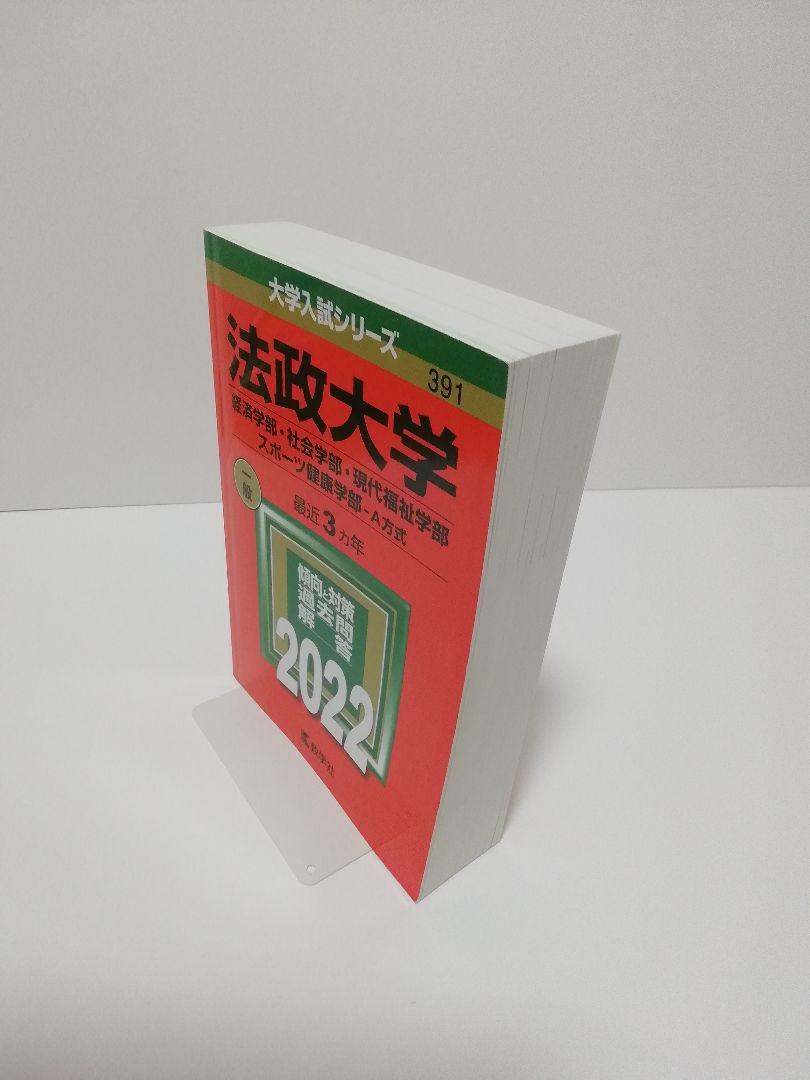 大学入試シリーズ
391
法政大学
経済学部・社会学部・現代福祉学部
スポーツ健康学部-A方式
一般
最近3カ年
傾向と対策
過去問
解答
2022
教学社